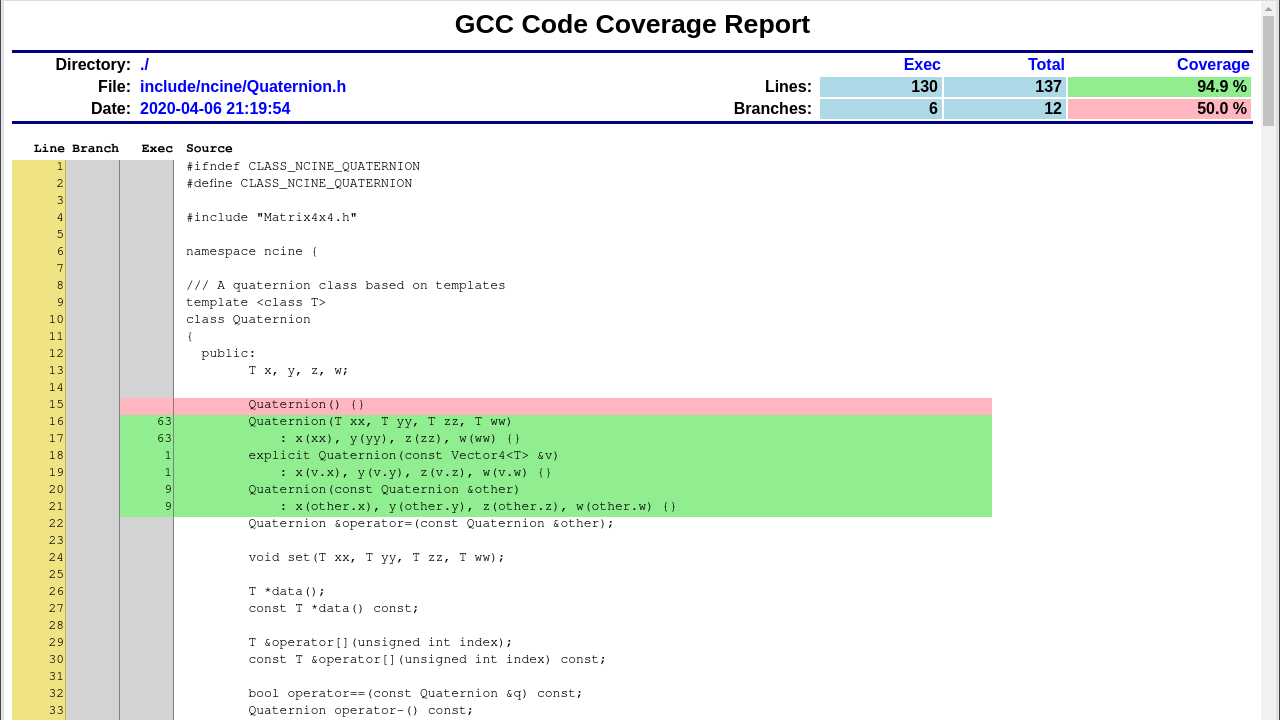 GCC Code Coverage Report
Directory: ./ Exec Total Coverage
File: include/ncine/Quaternion.h Lines: 130 137 94.9 %
Date: 2020-04-06 21:19:54 Branches: 6 12 50.0 %
Line Branch Exec Source
1 #ifndef CLASS_NCINE_QUATERNION
2 #define CLASS_NCINE_QUATERNION
3
4 #include "Matrix4x4.h"
5
6 namespace ncine {
7
8 /// A quaternion class based on templates
9 template <class T>
10 class Quaternion
11 {
12 public:
13 T x, y, z, w;
14
15 Quaternion() {}
16 63 Quaternion(T xx, T yy, T zz, T ww)
17 63 : x(xx), y(yy), z(zz), w(ww) {}
18 1 explicit Quaternion(const Vector4<T> &v)
19 1 : x(v.x), y(v.y), z(v.z), w(v.w) {}
20 9 Quaternion(const Quaternion &other)
21 9 : x(other.x), y(other.y), z(other.z), w(other.w) {}
22 Quaternion &operator=(const Quaternion &other);
23
24 void set(T xx, T yy, T zz, T ww);
25
26 T *data();
27 const T *data() const;
28
29 T &operator[](unsigned int index);
30 const T &operator[](unsigned int index) const;
31
32 bool operator==(const Quaternion &q) const;
33 Quaternion operator-() const;